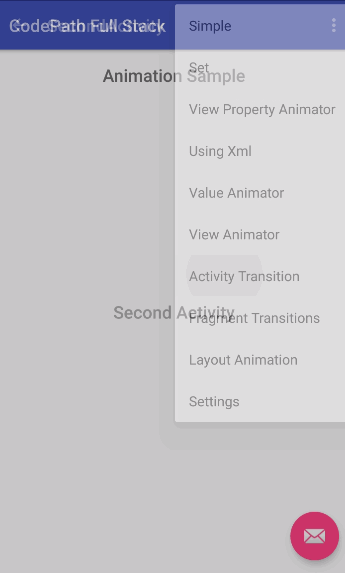 CodePath Full Stack
SecondActivity
Animation Sample
Simple
Set
View Property Animator
Using Xml
Value Animator
View Animator
Activity Transition
Second Activity
Fragment Transitions
Layout Animation
Settings